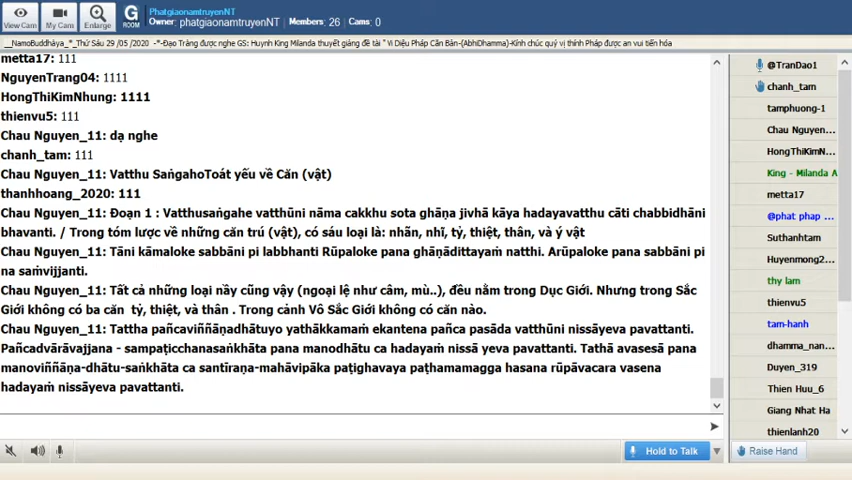 View Cam
My Cam
Enlarge
G
ROOM
PhatgiaonamtruyenNT
Owner: phatgiaonamtruyenNT Members: 26 Cams: 0
__NamoBuddhàya_*_Thứ Sáu 29 /05 /2020 -*-Đạo Tràng được nghe GS: Huynh King Milanda thuyết giảng đề tài " Vi Diệu Pháp Căn Bản-(AbhiDhamma)-Kính chúc quý vị thính Pháp được an vui tiến hóa
metta17: 111
NguyenTrang04: 1111
HongThiKimNhung: 1111
thienvu5: 111
Chau Nguyen_11: dạ nghe
chanh_tam: 111
Chau Nguyen_11: Vatthu SaṅgahoToát yếu về Căn (vật)
thanhhoang_2020: 111
Chau Nguyen_11: Đoạn 1 : Vatthusaṅgahe vatthūni nāma cakkhu sota ghāṇa jivhā kāya hadayavatthu cāti chabbidhāni
bhavanti. / Trong tóm lược về những căn trú (vật), có sáu loại là: nhãn, nhĩ, tỷ, thiệt, thân, và ý vật
Chau Nguyen_11: Tāni kāmaloke sabbāni pi labbhanti Rūpaloke pana ghāṇādittayaṁ natthi. Arūpaloke pana sabbāni pi
na saṁvijjanti.
Chau Nguyen_11: Tất cả những loại nầy cũng vậy (ngoại lệ như câm, mù..), đều nằm trong Dục Giới. Nhưng trong Sắc
Giới không có ba căn tỷ, thiệt, và thân . Trong cảnh Vô Sắc Giới không có căn nào.
Chau Nguyen_11: Tattha pañcaviññāṇadhātuyo yathākkamaṁ ekantena pañca pasāda vatthūni nissāyeva pavattanti.
Pañcadvārāvajjana - sampaṭicchanasaṅkhāta pana manodhātu ca hadayaṁ nissā yeva pavattanti. Tathā avasesā pana
manoviññāṇa-dhātu-saṅkhāta ca santīraṇa-mahāvipāka paṭighavaya paṭhamamagga hasana rūpāvacara vasena
hadayaṁ nissāyeva pavattanti.
@TranDao1
chanh_tam
tamphuong-1
Chau Nguyen...
HongThiKimN...
King - Milanda A
metta17
@phat phap ...
Suthanhtam
Huyenmong2...
thy lam
thienvu5
tam-hanh
dhamma_nan...
Duyen_319
Thien Huu_6
Giang Nhat Ha
thienlanh20
Hold to Talk
Raise Hand